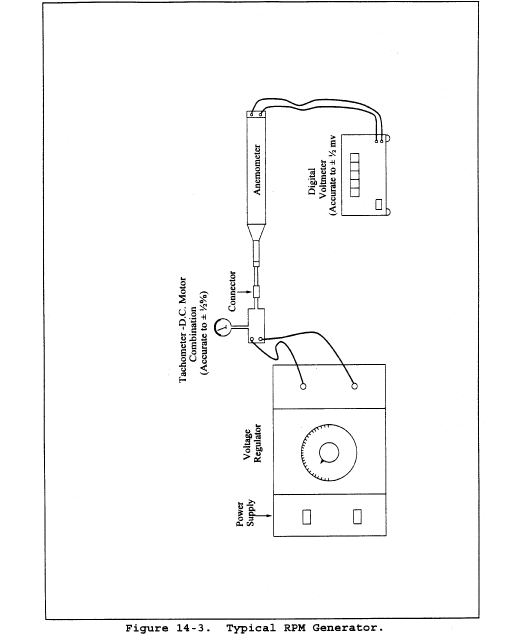 Anemometer
Digital
Voltmeter
(Accurate to ± ½ mv
Connector
Tachometer-D.C. Motor
Combination
(Accurate to ± ½%)
Voltage
Regulator
Power
Supply
Figure 14-3. Typical RPM Generator.